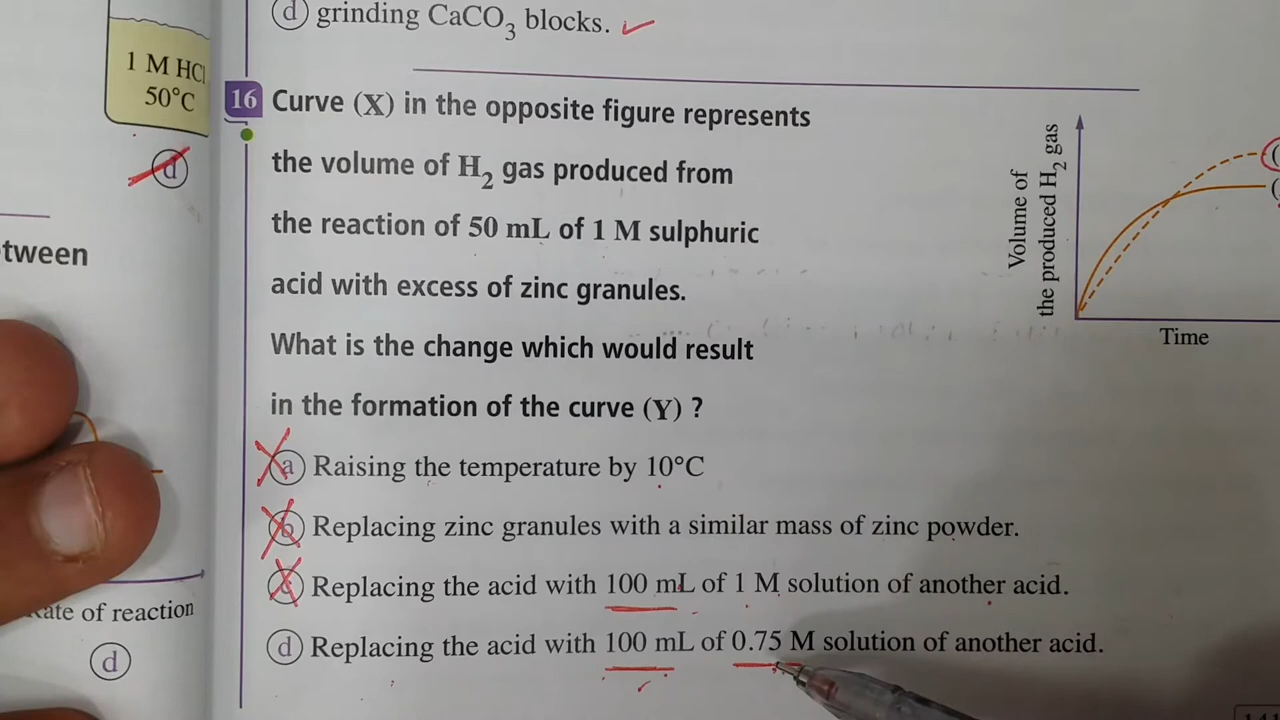 d grinding CaCO3 blocks.
1 M HCl
50°C
d
tween
Rate of reaction
d
16 Curve (X) in the opposite figure represents
the volume of H2 gas produced from
the reaction of 50 mL of 1 M sulphuric
acid with excess of zinc granules.
What is the change which would result
in the formation of the curve (Y) ?
a Raising the temperature by 10°C
b Replacing zinc granules with a similar mass of zinc powder.
c Replacing the acid with 100 mL of 1 M solution of another acid.
d Replacing the acid with 100 mL of 0.75 M solution of another acid.
Volume of
the produced H2 gas
Time